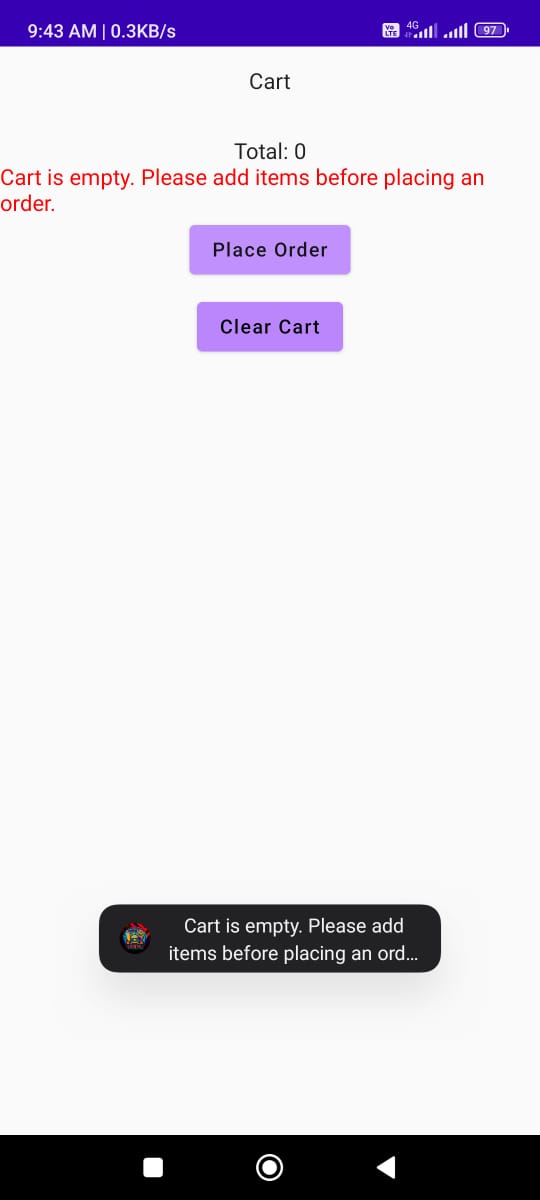 9:43 AM | 0.3KB/s
Vo LTE 4G 97
Cart
Total: 0
Cart is empty. Please add items before placing an
order.
Place Order
Clear Cart
Cart is empty. Please add
items before placing an ord...